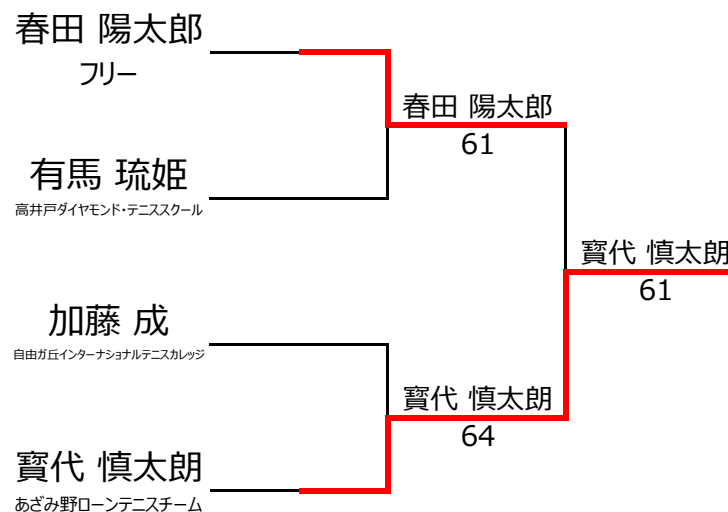 春田 陽太郎
フリー
春田 陽太郎
61
有馬 琉姫
高井戸ダイヤモンド・テニススクール
寳代 慎太朗
61
加藤 成
自由ガ丘インターナショナルテニスカレッジ
寳代 慎太朗
64
寳代 慎太朗
あざみ野ローンテニスチーム